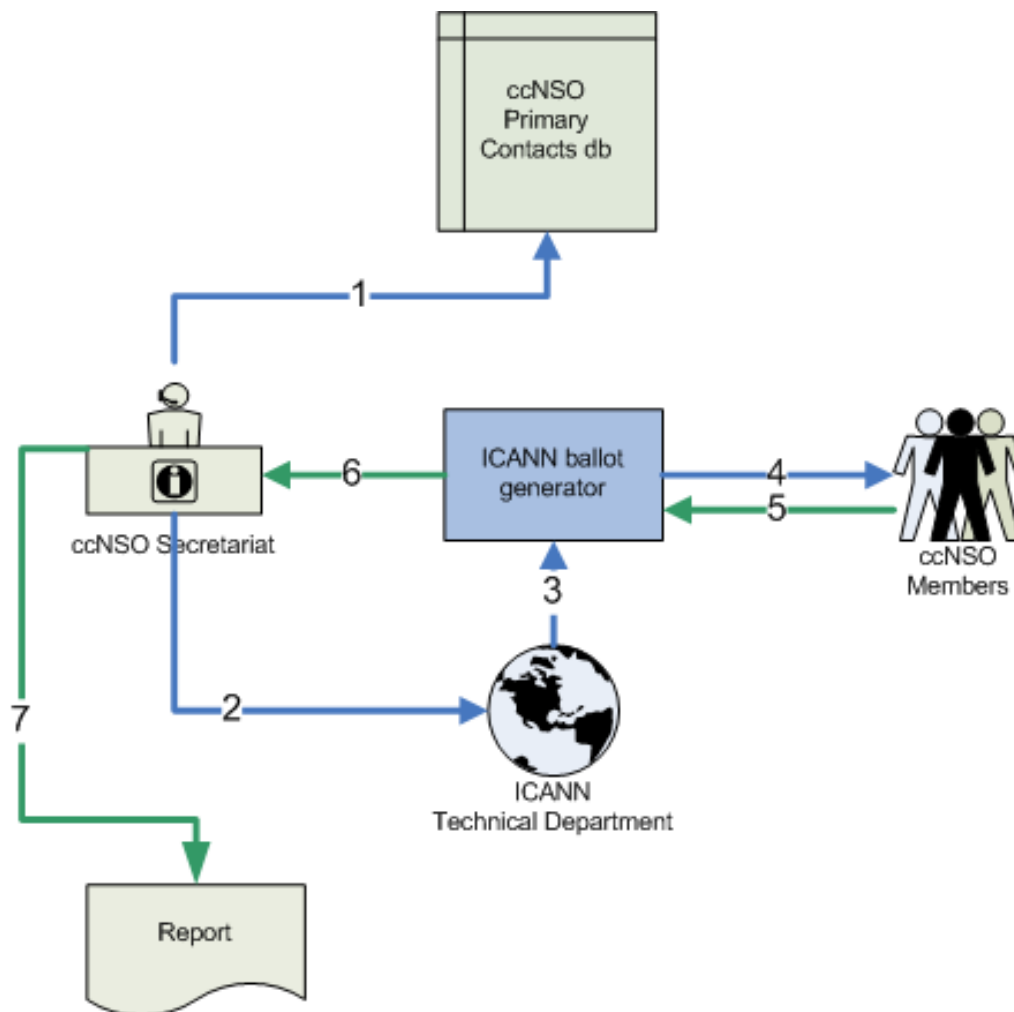 ccNSO
Primary
Contacts db
1
ccNSO Secretariat
6
ICANN ballot
generator
4
5
ccNSO
Members
3
2
ICANN
Technical Department
7
Report